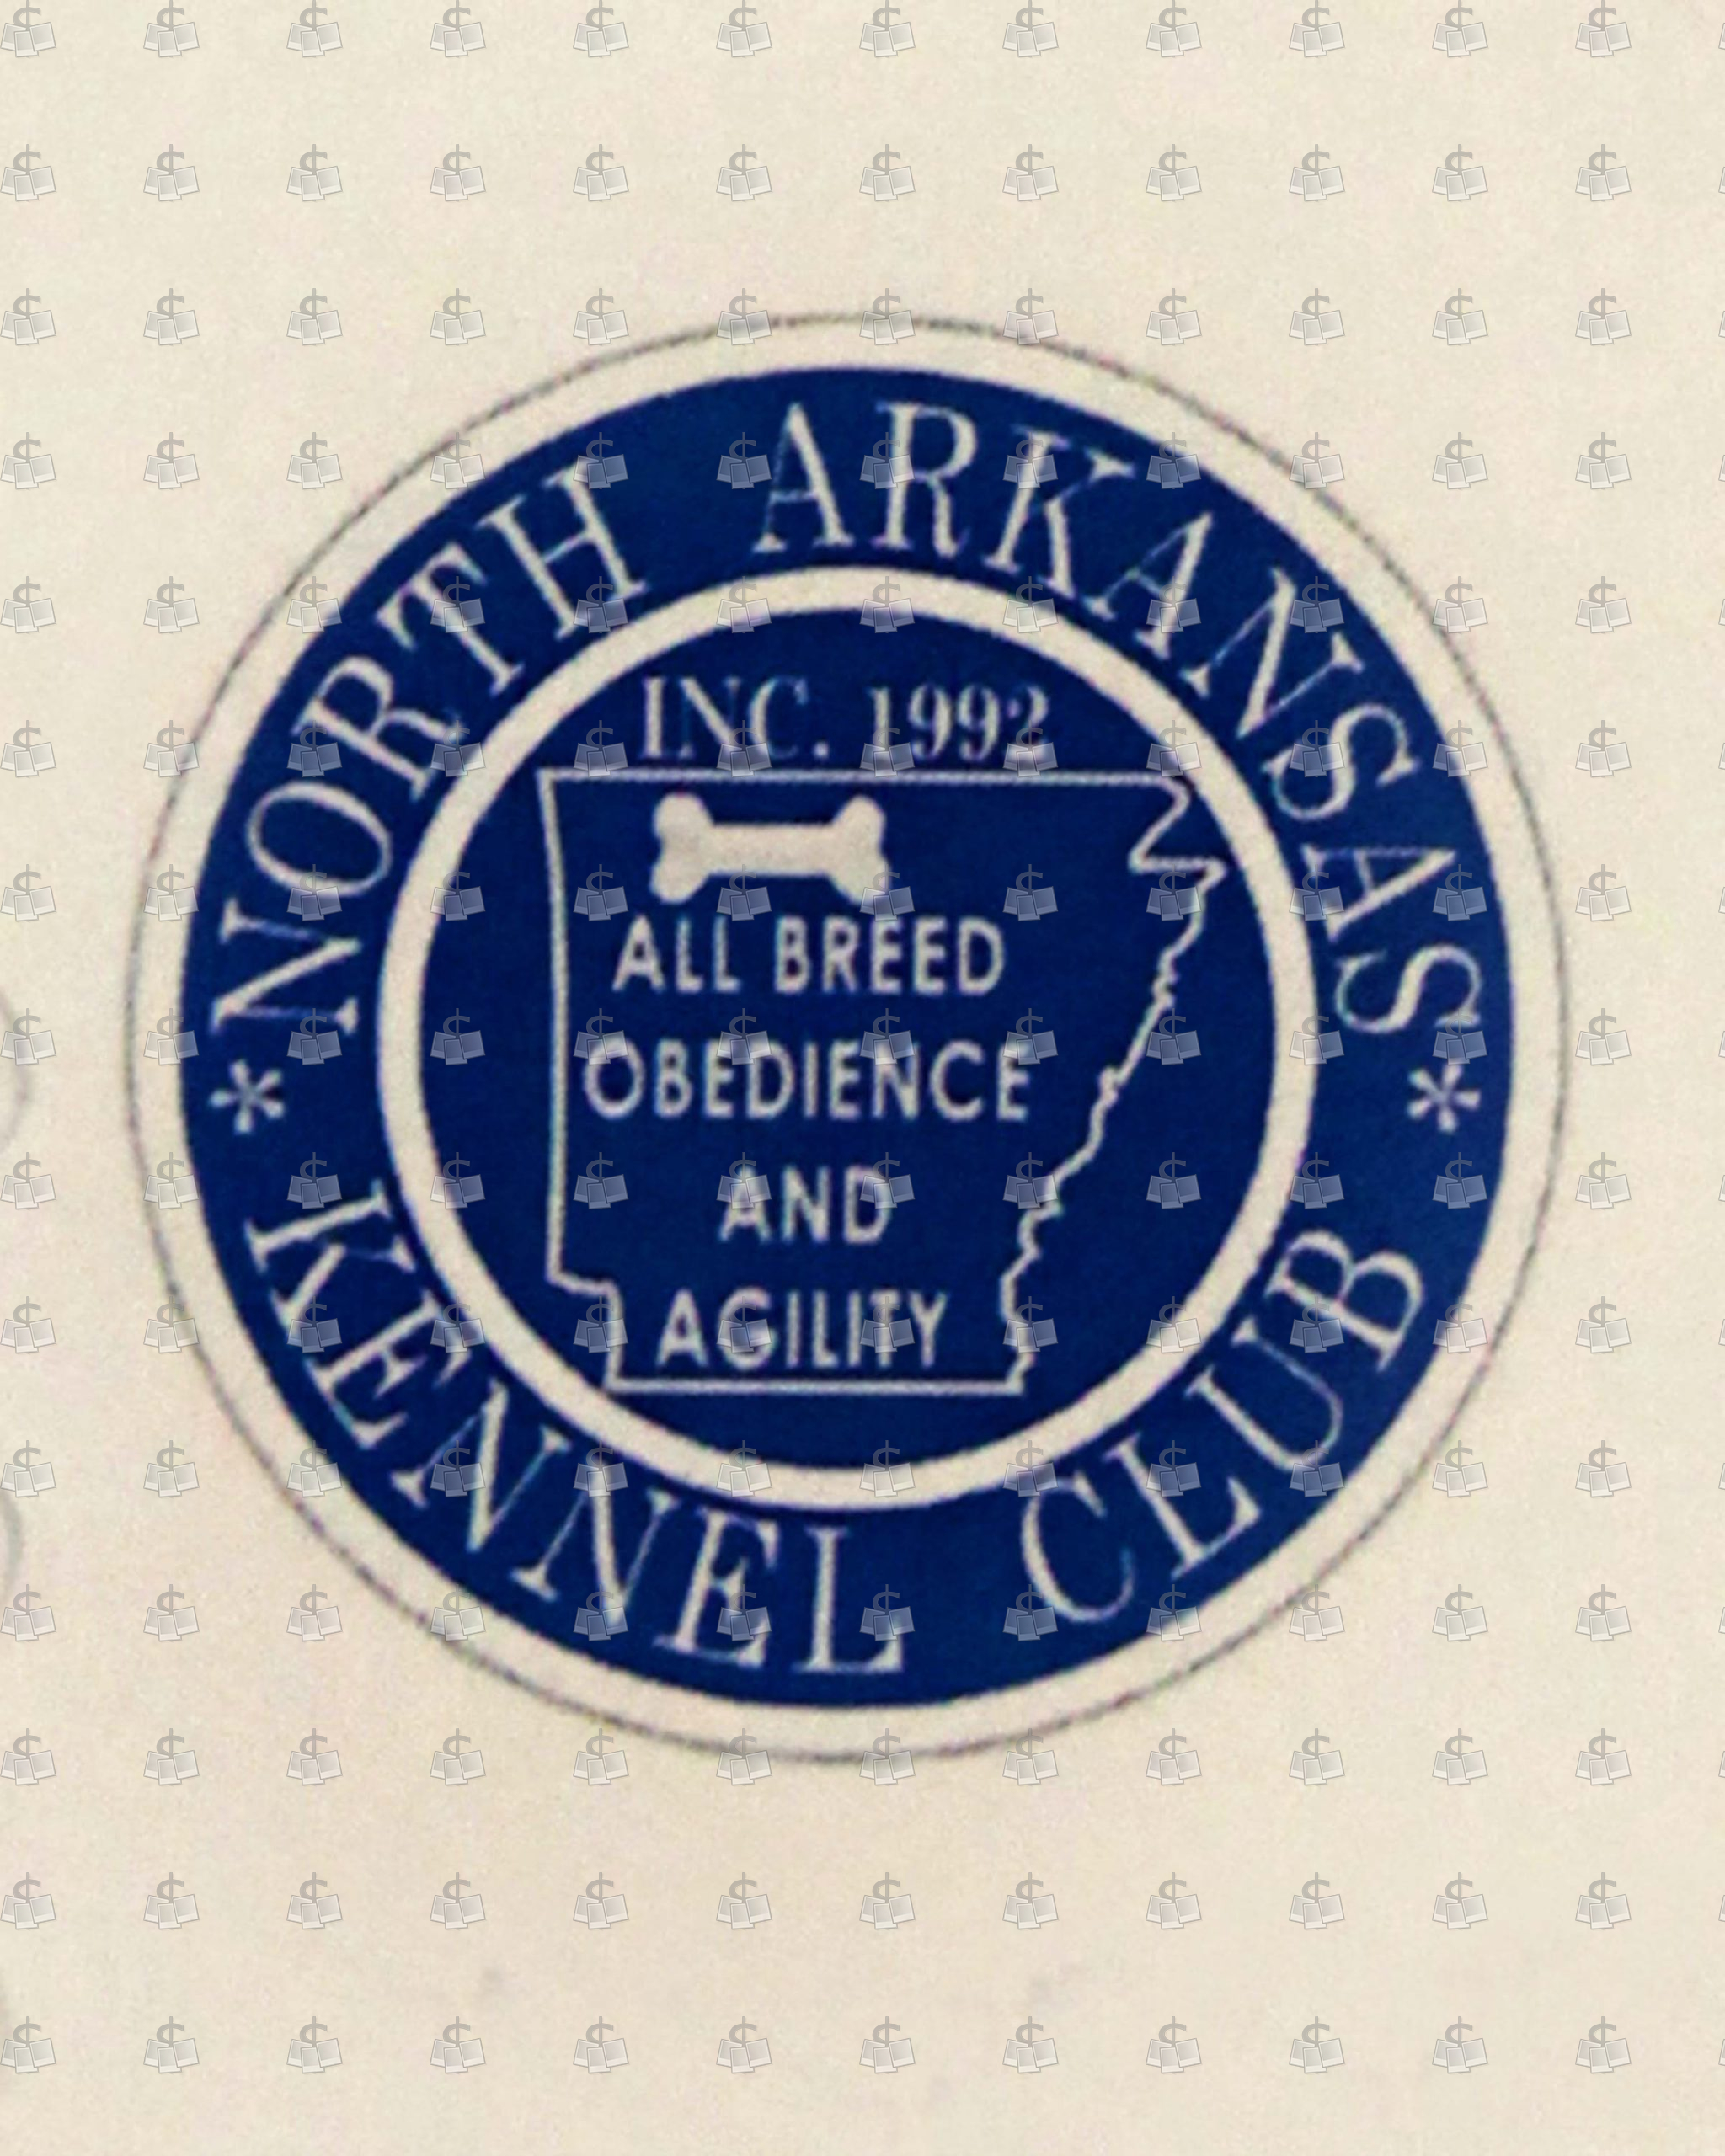 * NORTH ARKANSAS *
KENNEL CLUB
INC. 1992
ALL BREED
OBEDIENCE
AND
AGILITY